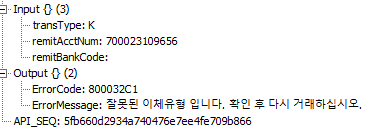 Input {} (3)
transType: K
remitAcctNum: 700023109656
remitBankCode:
Output {} (2)
ErrorCode: 800032C1
ErrorMessage: 잘못된 이체유형 입니다. 확인 후 다시 거래하십시오.
API_SEQ: 5fb660d2934a740476e7ee4fe709b866